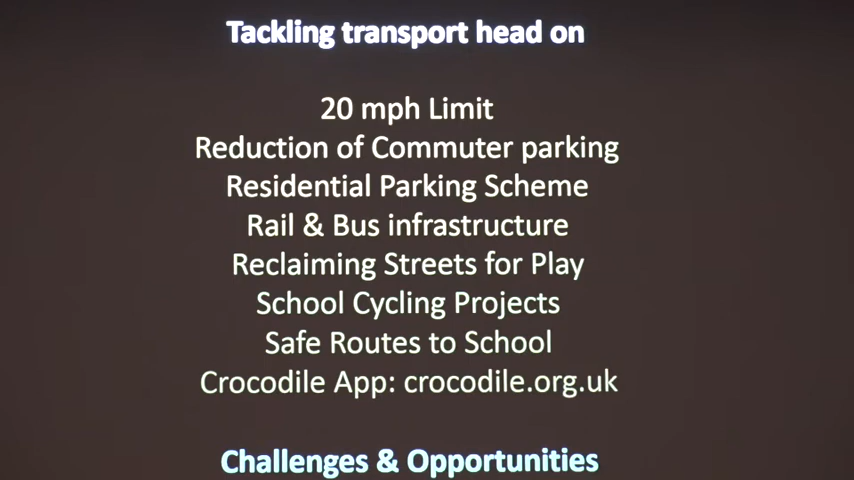 Tackling transport head on
20 mph Limit
Reduction of Commuter parking
Residential Parking Scheme
Rail & Bus infrastructure
Reclaiming Streets for Play
School Cycling Projects
Safe Routes to School
Crocodile App: crocodile.org.uk
Challenges & Opportunities